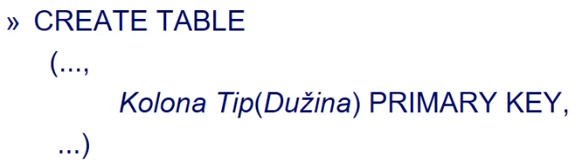 » CREATE TABLE
(...,
Kolona Tip(Dužina) PRIMARY KEY,
...)